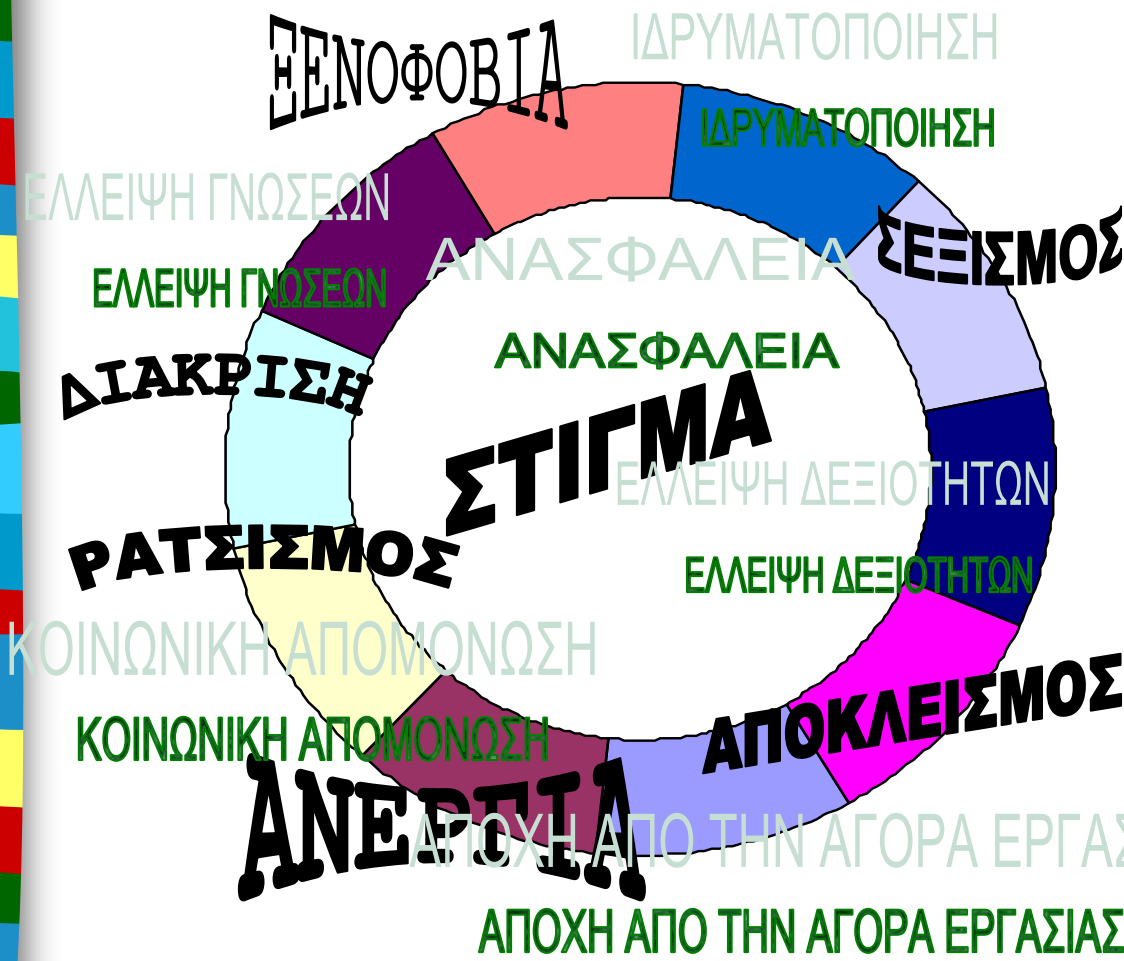 ΞΕΝΟΦΟΒΙΑ
ΙΔΡΥΜΑΤΟΠΟΙΗΣΗ
ΙΔΡΥΜΑΤΟΠΟΙΗΣΗ
ΕΛΛΕΙΨΗ ΓΝΩΣΕΩΝ
ΣΕΞΙΣΜΟΣ
ΑΝΑΣΦΑΛΕΙΑ
ΕΛΛΕΙΨΗ ΓΝΩΣΕΩΝ
ΑΝΑΣΦΑΛΕΙΑ
ΔΙΑΚΡΙΣΗ
ΣΤΙΓΜΑ
ΕΛΛΕΙΨΗ ΔΕΞΙΟΤΗΤΩΝ
ΡΑΤΣΙΣΜΟΣ
ΕΛΛΕΙΨΗ ΔΕΞΙΟΤΗΤΩΝ
ΚΟΙΝΩΝΙΚΗ ΑΠΟΜΟΝΩΣΗ
ΑΠΟΚΛΕΙΣΜΟΣ
ΚΟΙΝΩΝΙΚΗ ΑΠΟΜΟΝΩΣΗ
ΑΝΕΡΓΙΑ
ΑΠΟΧΗ ΑΠΟ ΤΗΝ ΑΓΟΡΑ ΕΡΓΑΣ
ΑΠΟΧΗ ΑΠΟ ΤΗΝ ΑΓΟΡΑ ΕΡΓΑΣΙΑΣ